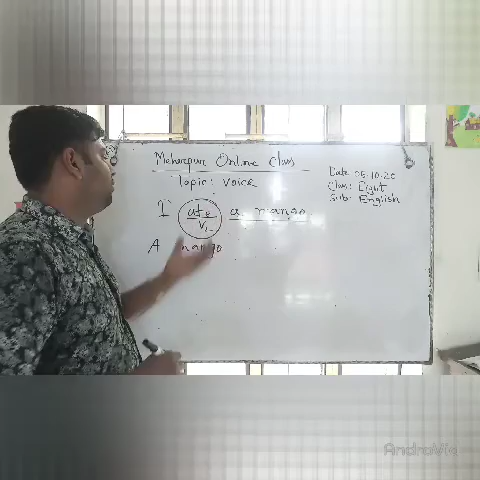 Meherpur Online Class
Topic: Voice
Date 05.10.20
Class: Eight
Sub: English
I ate a mango
V₁
A mango
AndroVid